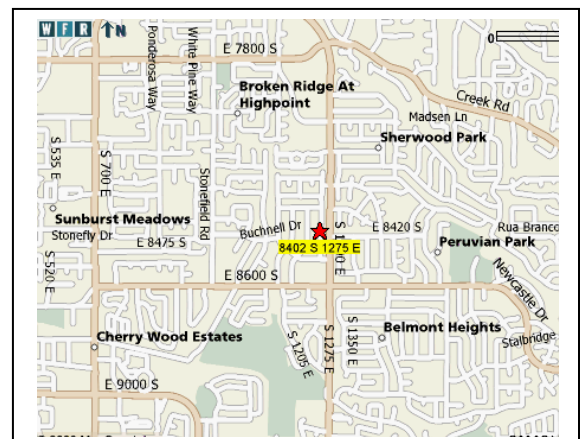 W F R N
0
E 7800 S
Ponderosa Way
White Pine Way
Broken Ridge At
Highpoint
Creek Rd
Madsen Ln
Sherwood Park
S 535 E
S 700 E
Stonefield Rd
Sunburst Meadows
Stonefly Dr
E 8475 S
Buchnell Dr
E 8420 S
Rua Branco
8402 S 1275 E
Peruvian Park
S 520 E
E 8600 S
Newcastle Dr
Cherry Wood Estates
S 1205 E
S 1275 E
S 1350 E
Belmont Heights
Stalbridge
E 9000 S